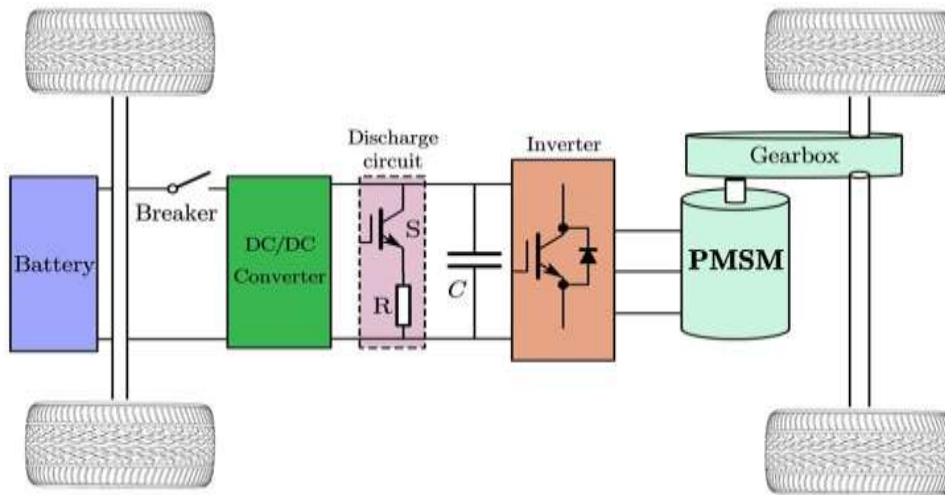 Discharge
circuit
Inverter
Gearbox
Breaker
Battery
DC/DC
Converter
S
R
C
PMSM